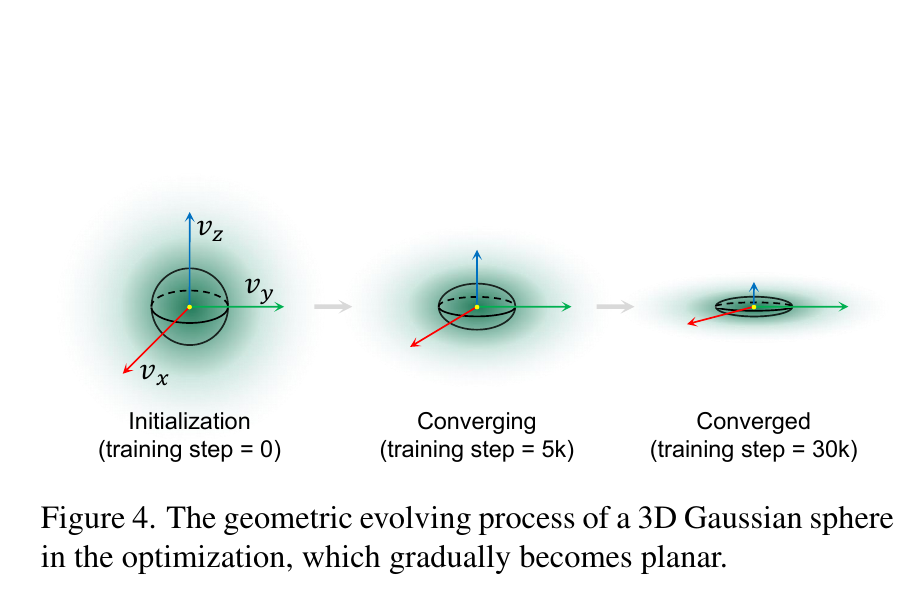 v_z
v_y
v_x
Initialization
(training step = 0)
Converging
(training step = 5k)
Converged
(training step = 30k)
Figure 4. The geometric evolving process of a 3D Gaussian sphere
in the optimization, which gradually becomes planar.